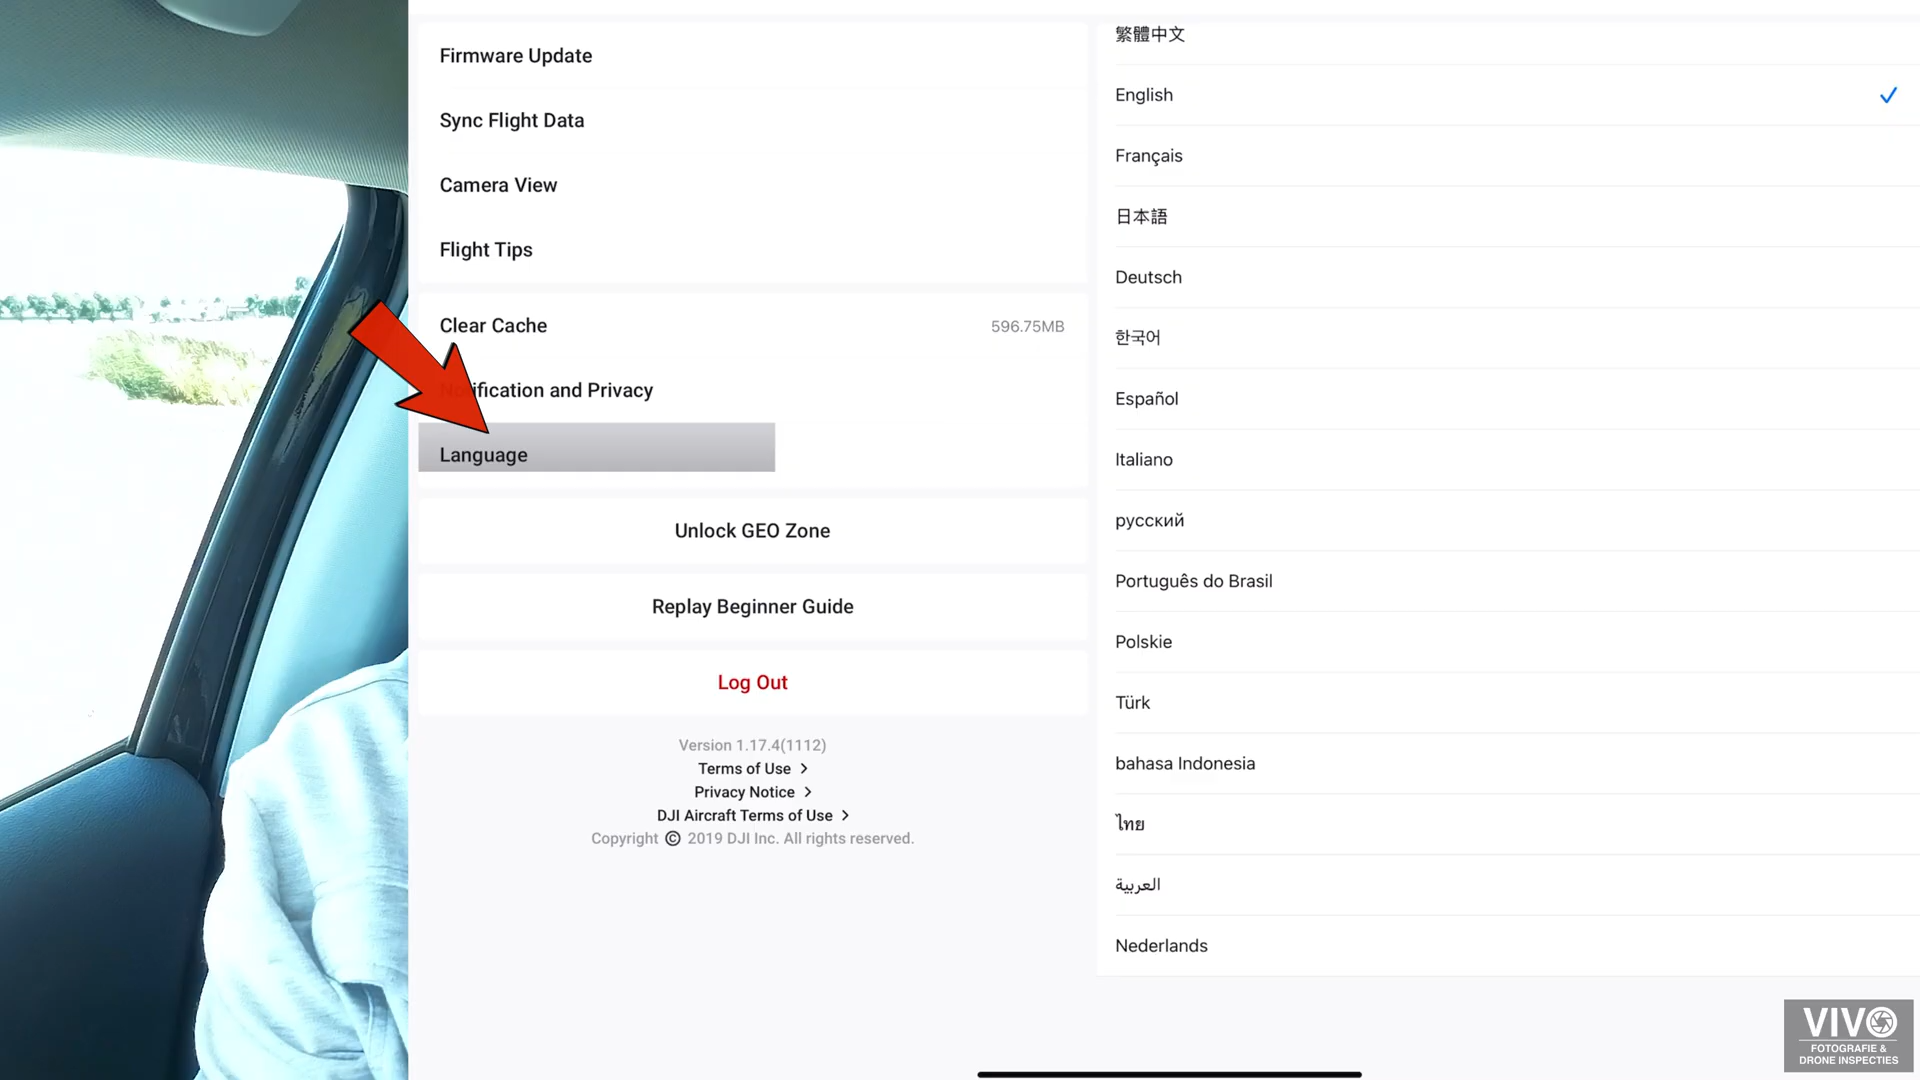 Firmware Update
Sync Flight Data
Camera View
Flight Tips
Clear Cache 596.75MB
Notification and Privacy
Language
Unlock GEO Zone
Replay Beginner Guide
Log Out
Version 1.17.4(1112)
Terms of Use >
Privacy Notice >
DJI Aircraft Terms of Use >
Copyright © 2019 DJI Inc. All rights reserved.
繁體中文
English
Français
日本語
Deutsch
한국어
Español
Italiano
русский
Português do Brasil
Polskie
Türk
bahasa Indonesia
ไทย
العربية
Nederlands
VIVO
FOTOGRAFIE &
DRONE INSPECTIES